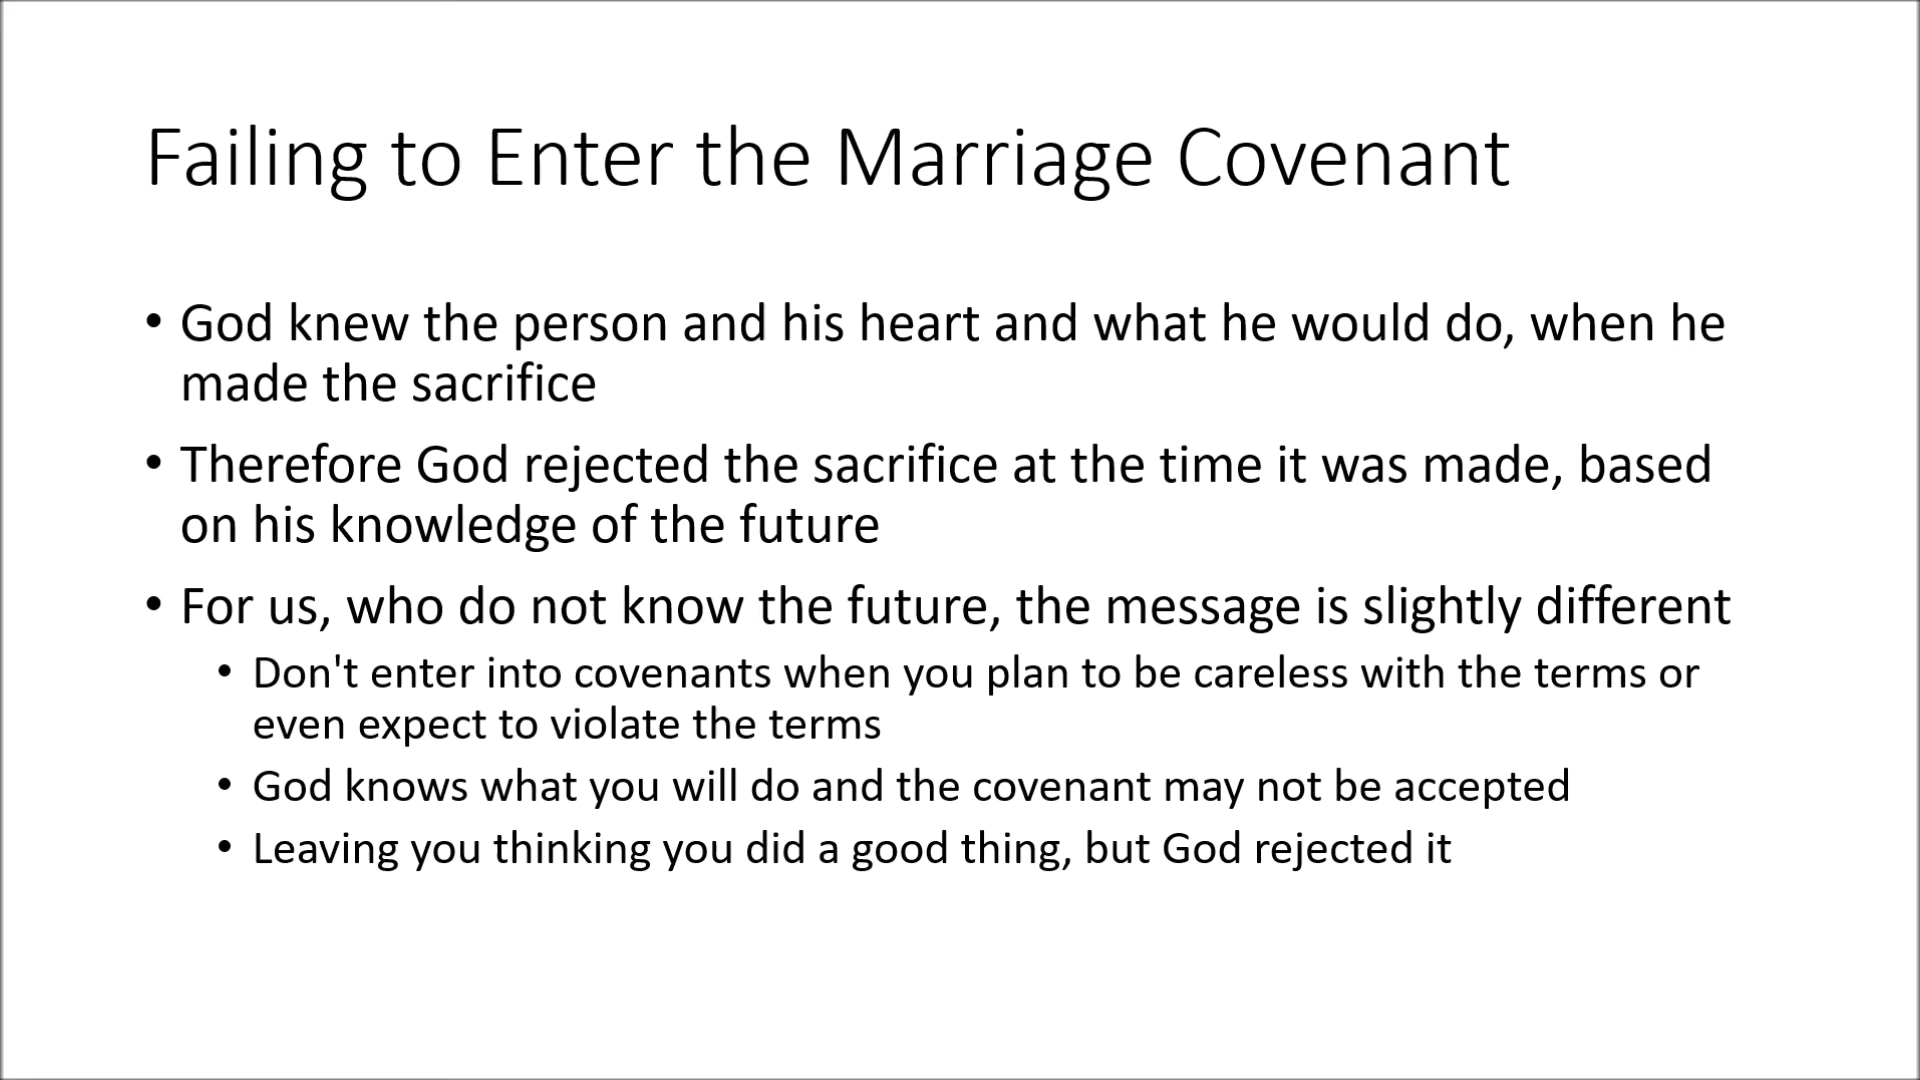 Failing to Enter the Marriage Covenant
• God knew the person and his heart and what he would do, when he
made the sacrifice
• Therefore God rejected the sacrifice at the time it was made, based
on his knowledge of the future
• For us, who do not know the future, the message is slightly different
• Don't enter into covenants when you plan to be careless with the terms or
even expect to violate the terms
• God knows what you will do and the covenant may not be accepted
• Leaving you thinking you did a good thing, but God rejected it